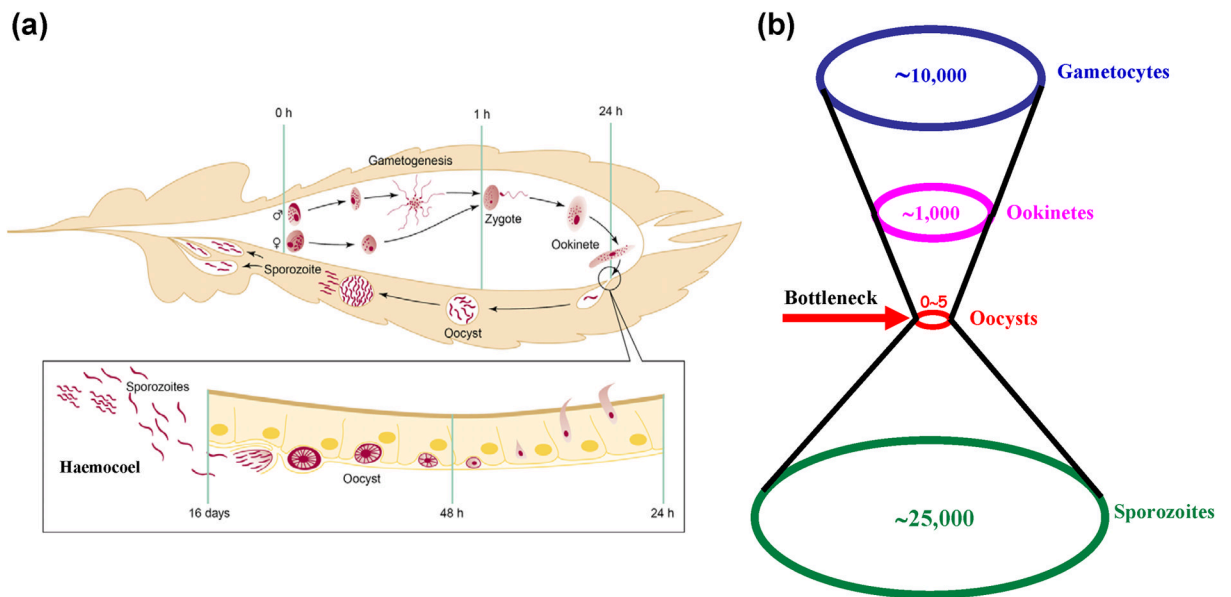 (a)
0 h
1 h
24 h
Gametogenesis
♂
♀
Zygote
Ookinete
Sporozoite
Oocyst
Sporozoites
Haemocoel
Oocyst
16 days
48 h
24 h
(b)
~10,000
Gametocytes
~1,000
Ookinetes
Bottleneck
0~5
Oocysts
~25,000
Sporozoites